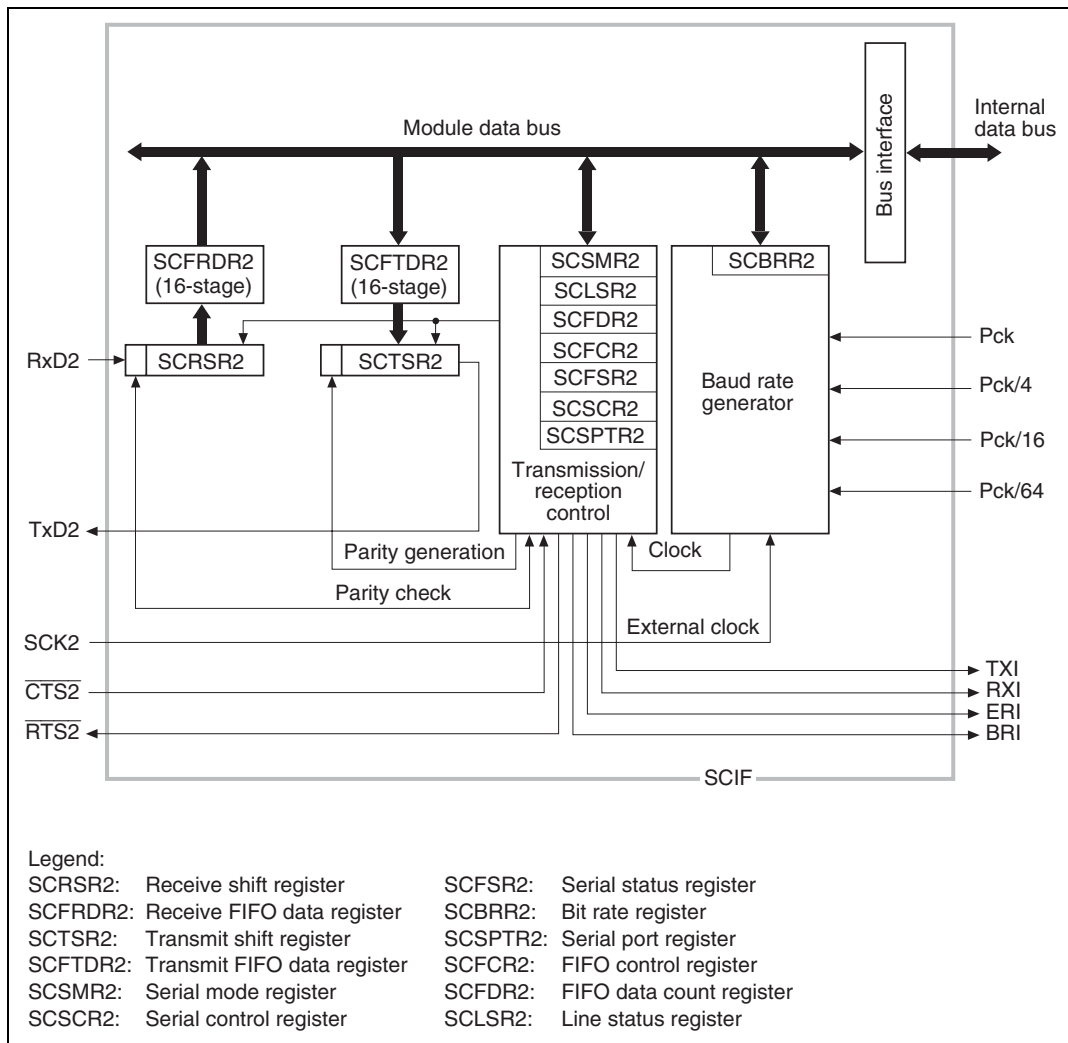 Module data bus
Bus interface
Internal
data bus
SCFRDR2
(16-stage)
SCFTDR2
(16-stage)
SCSMR2
SCLSR2
SCFDR2
SCFCR2
SCFSR2
SCSCR2
SCSPTR2
Transmission/
reception
control
SCBRR2
Baud rate
generator
RxD2
SCRSR2
SCTSR2
Pck
Pck/4
Pck/16
Pck/64
TxD2
Parity generation
Clock
Parity check
SCK2
External clock
CTS2
RTS2
TXI
RXI
ERI
BRI
SCIF
Legend:
SCRSR2: Receive shift register
SCFRDR2: Receive FIFO data register
SCTSR2: Transmit shift register
SCFTDR2: Transmit FIFO data register
SCSMR2: Serial mode register
SCSCR2: Serial control register
SCFSR2: Serial status register
SCBRR2: Bit rate register
SCSPTR2: Serial port register
SCFCR2: FIFO control register
SCFDR2: FIFO data count register
SCLSR2: Line status register